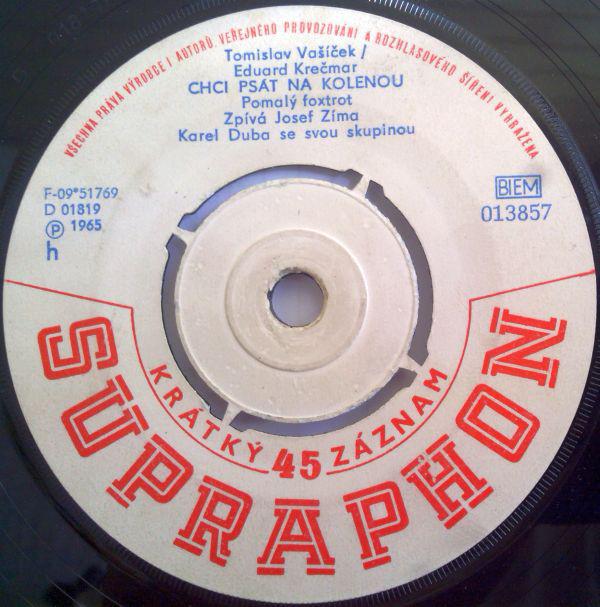 VŠECHNA PRÁVA VÝROBCE I AUTORŮ VEŘEJNÉHO PROVOZOVÁNÍ A ROZHLASOVÉHO ŠÍŘENÍ VYHRAŽENA
Tomislav Vašíček /
Eduard Krečmar
CHCI PSÁT NA KOLENOU
Pomalý foxtrot
Zpívá Josef Zíma
Karel Duba se svou skupinou
F-09*51769
D 01819
Ⓟ 1965
h
BIEM
013857
KRÁTKÝ 45 ZÁZNAM
SUPRAPHON